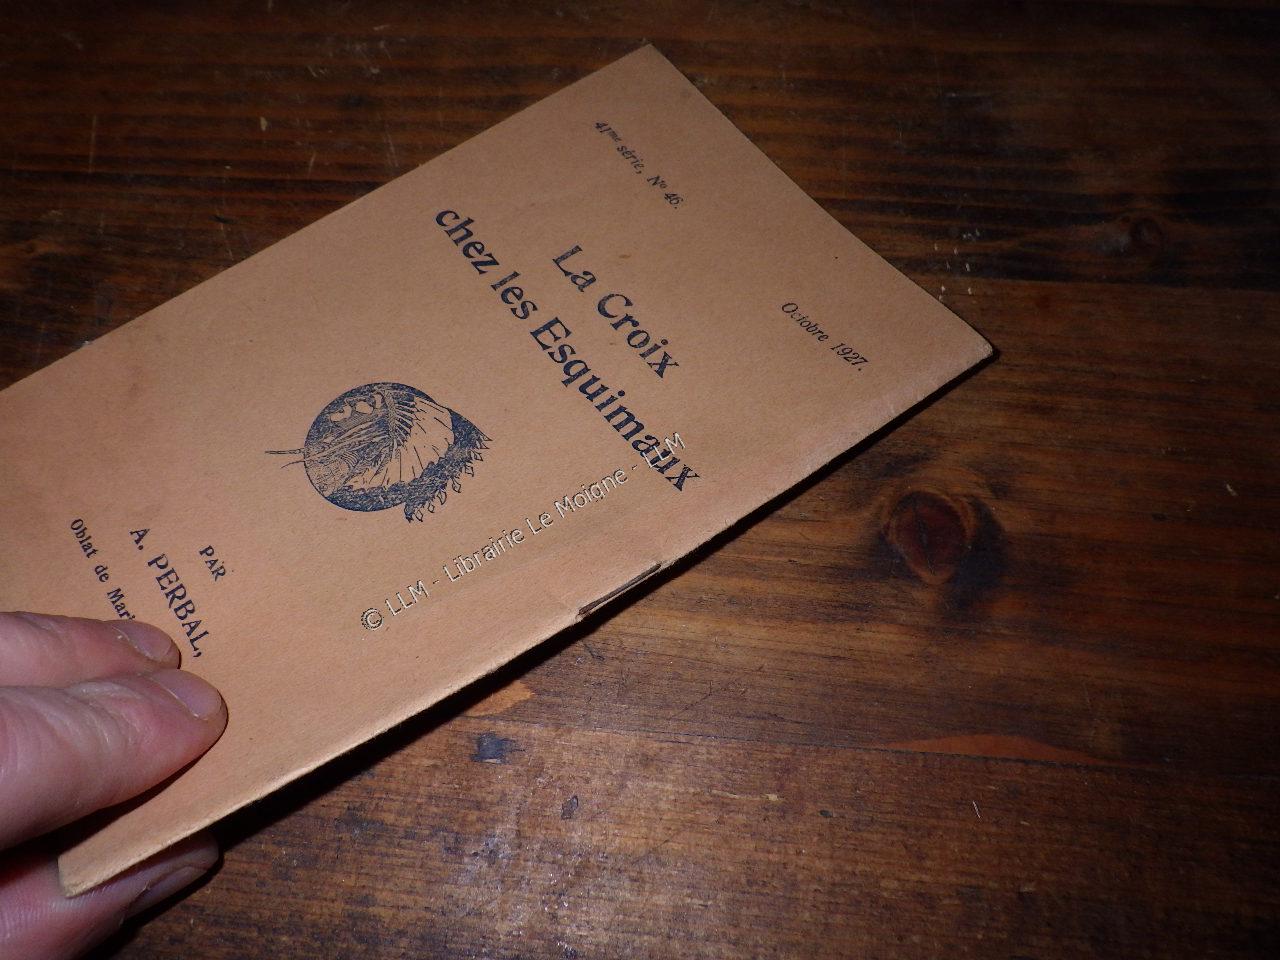 41me série, No 46.
Octobre 1927.
La Croix
chez les Esquimaux
PAR
A. PERBAL,
Oblat de
© LLM - Librairie Le Moigne - LLM